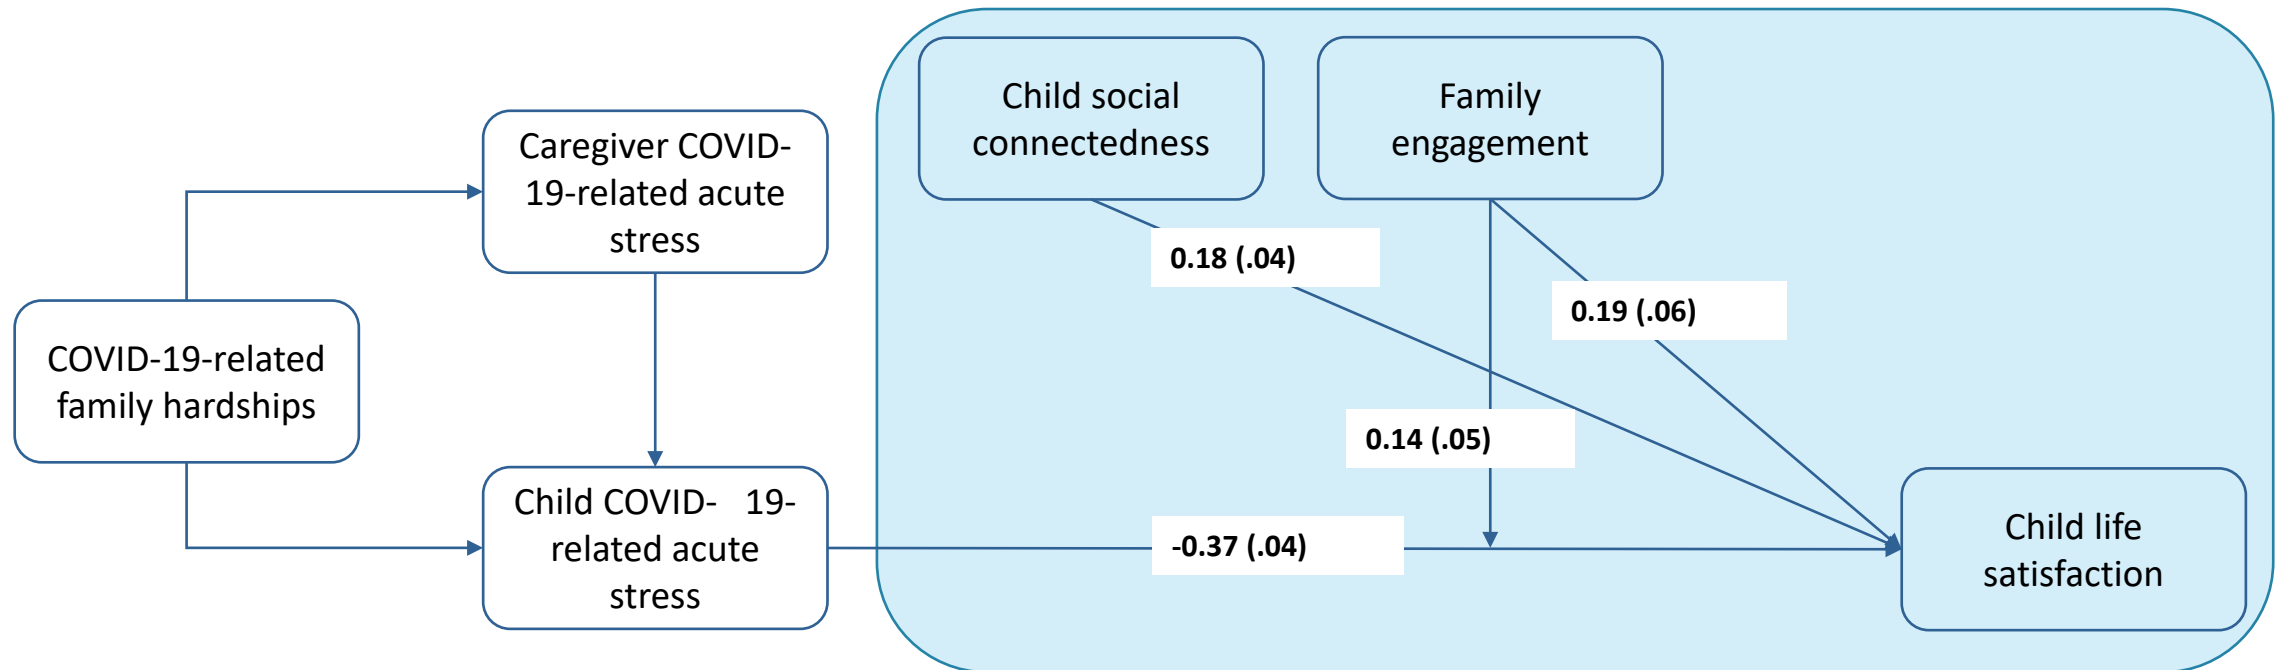 COVID-19-related
family hardships
Caregiver COVID-
19-related acute
stress
Child COVID- 19-
related acute
stress
Child social
connectedness
Family
engagement
0.18 (.04)
0.19 (.06)
0.14 (.05)
-0.37 (.04)
Child life
satisfaction